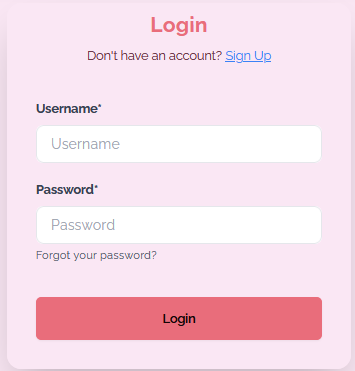 Login
Don't have an account? Sign Up
Username*
Username
Password*
Password
Forgot your password?
Login